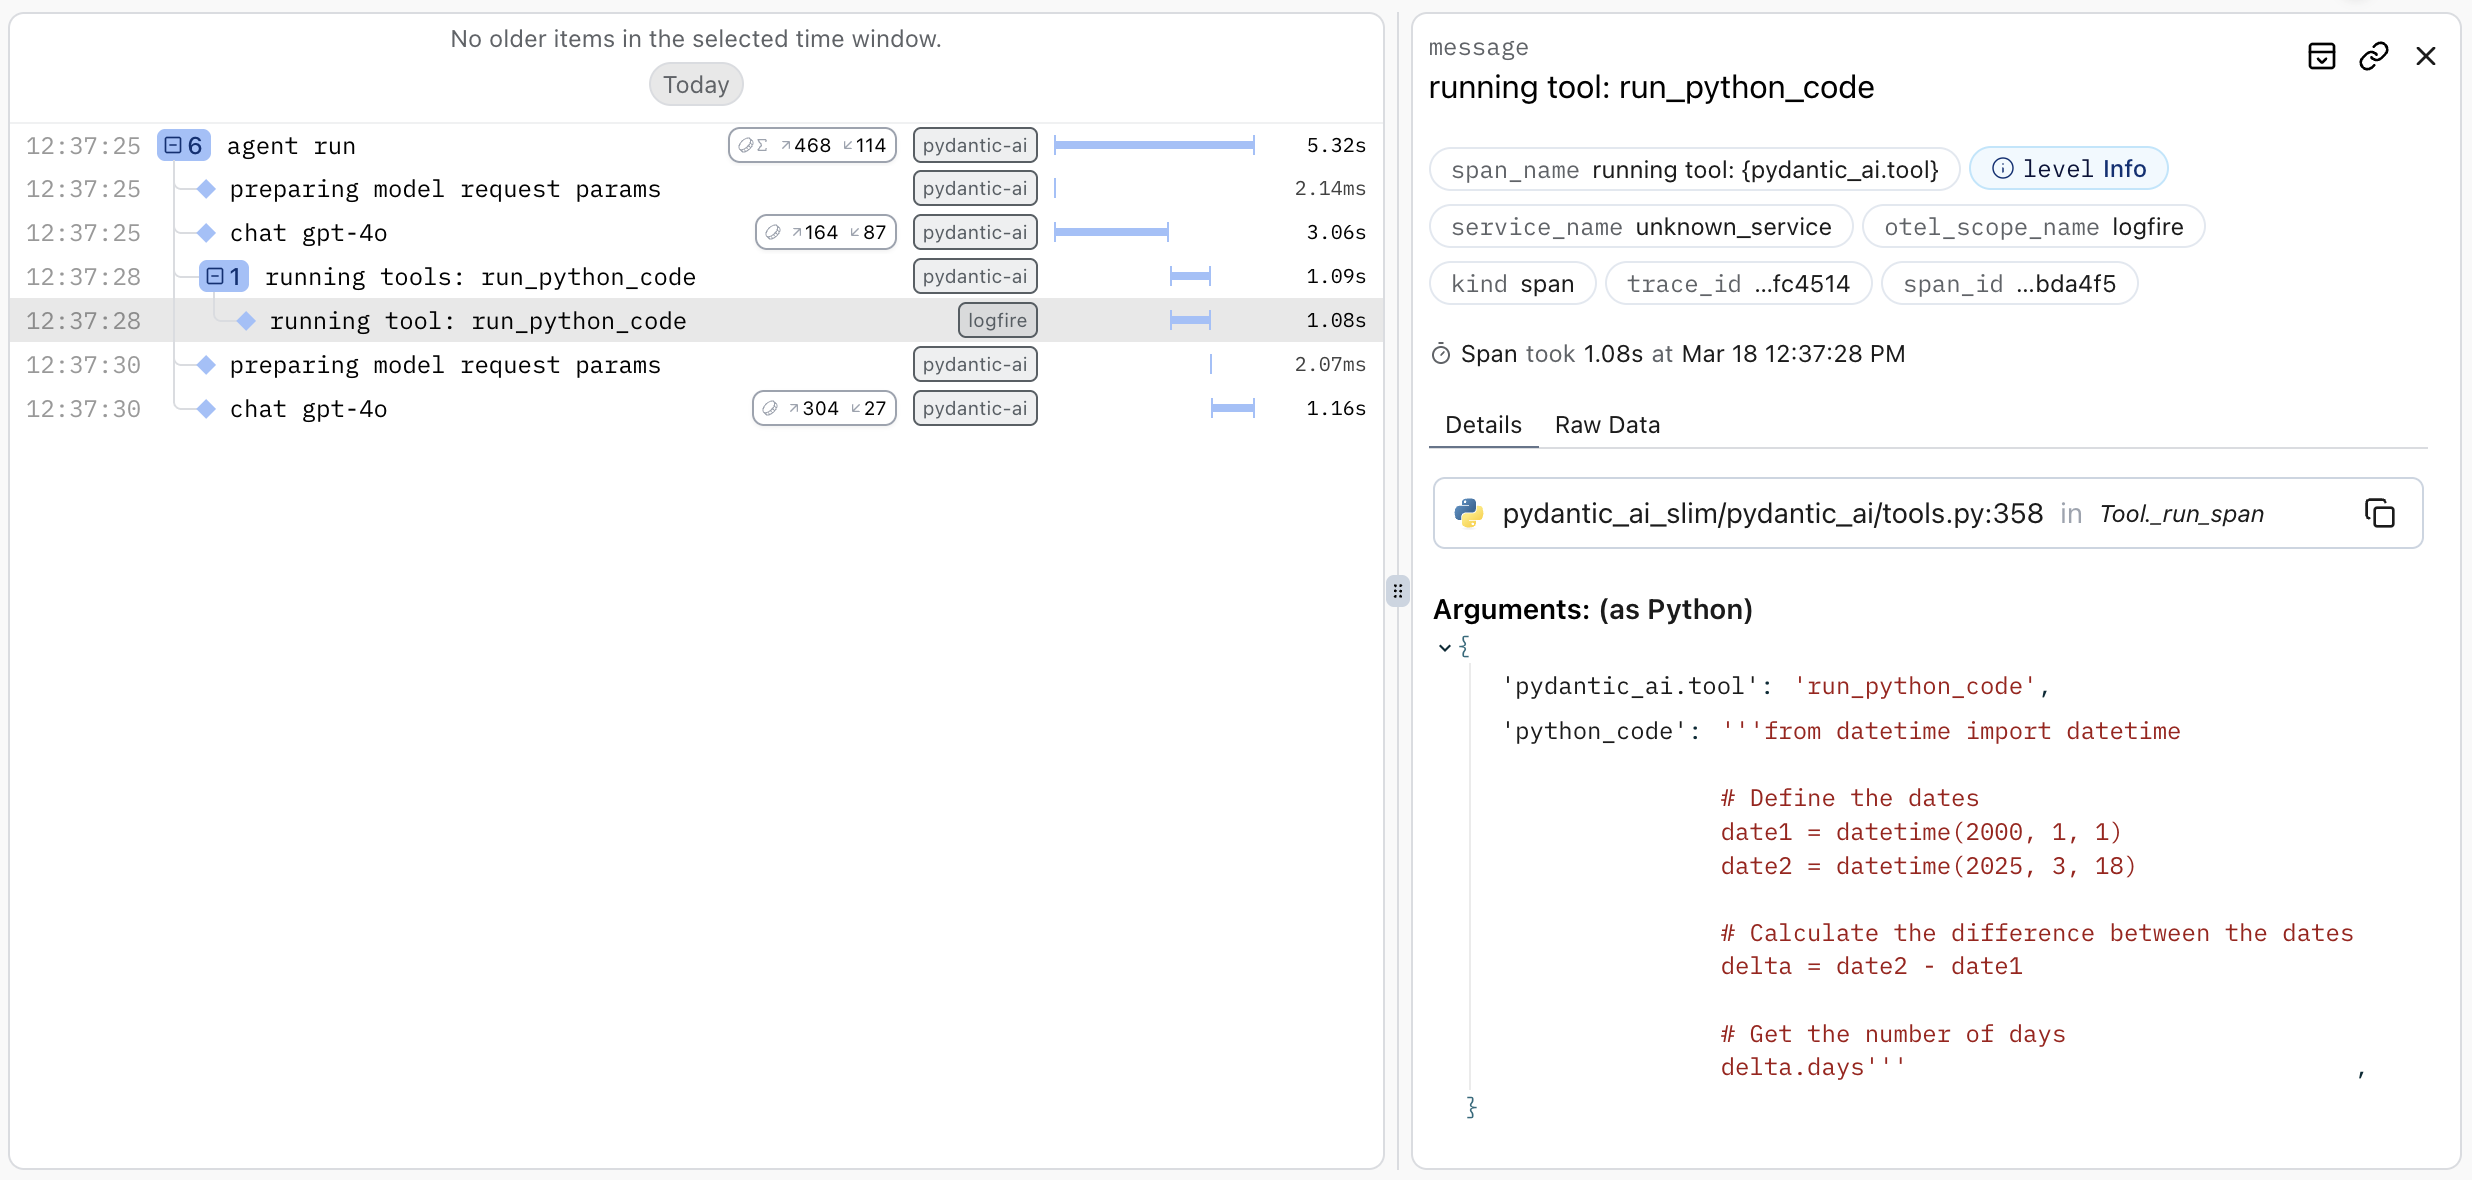 No older items in the selected time window.
Today
12:37:25 6 agent run Σ 468 114 pydantic-ai 5.32s
12:37:25 preparing model request params pydantic-ai 2.14ms
12:37:25 chat gpt-4o 164 87 pydantic-ai 3.06s
12:37:28 1 running tools: run_python_code pydantic-ai 1.09s
12:37:28 running tool: run_python_code logfire 1.08s
12:37:30 preparing model request params pydantic-ai 2.07ms
12:37:30 chat gpt-4o 304 27 pydantic-ai 1.16s
message
running tool: run_python_code
span_name running tool: {pydantic_ai.tool} level Info
service_name unknown_service otel_scope_name logfire
kind span trace_id ...fc4514 span_id ...bda4f5
Span took 1.08s at Mar 18 12:37:28 PM
Details Raw Data
pydantic_ai_slim/pydantic_ai/tools.py:358 in Tool._run_span
Arguments: (as Python)
{
'pydantic_ai.tool': 'run_python_code',
'python_code': '''from datetime import datetime
# Define the dates
date1 = datetime(2000, 1, 1)
date2 = datetime(2025, 3, 18)
# Calculate the difference between the dates
delta = date2 - date1
# Get the number of days
delta.days''' ,
}